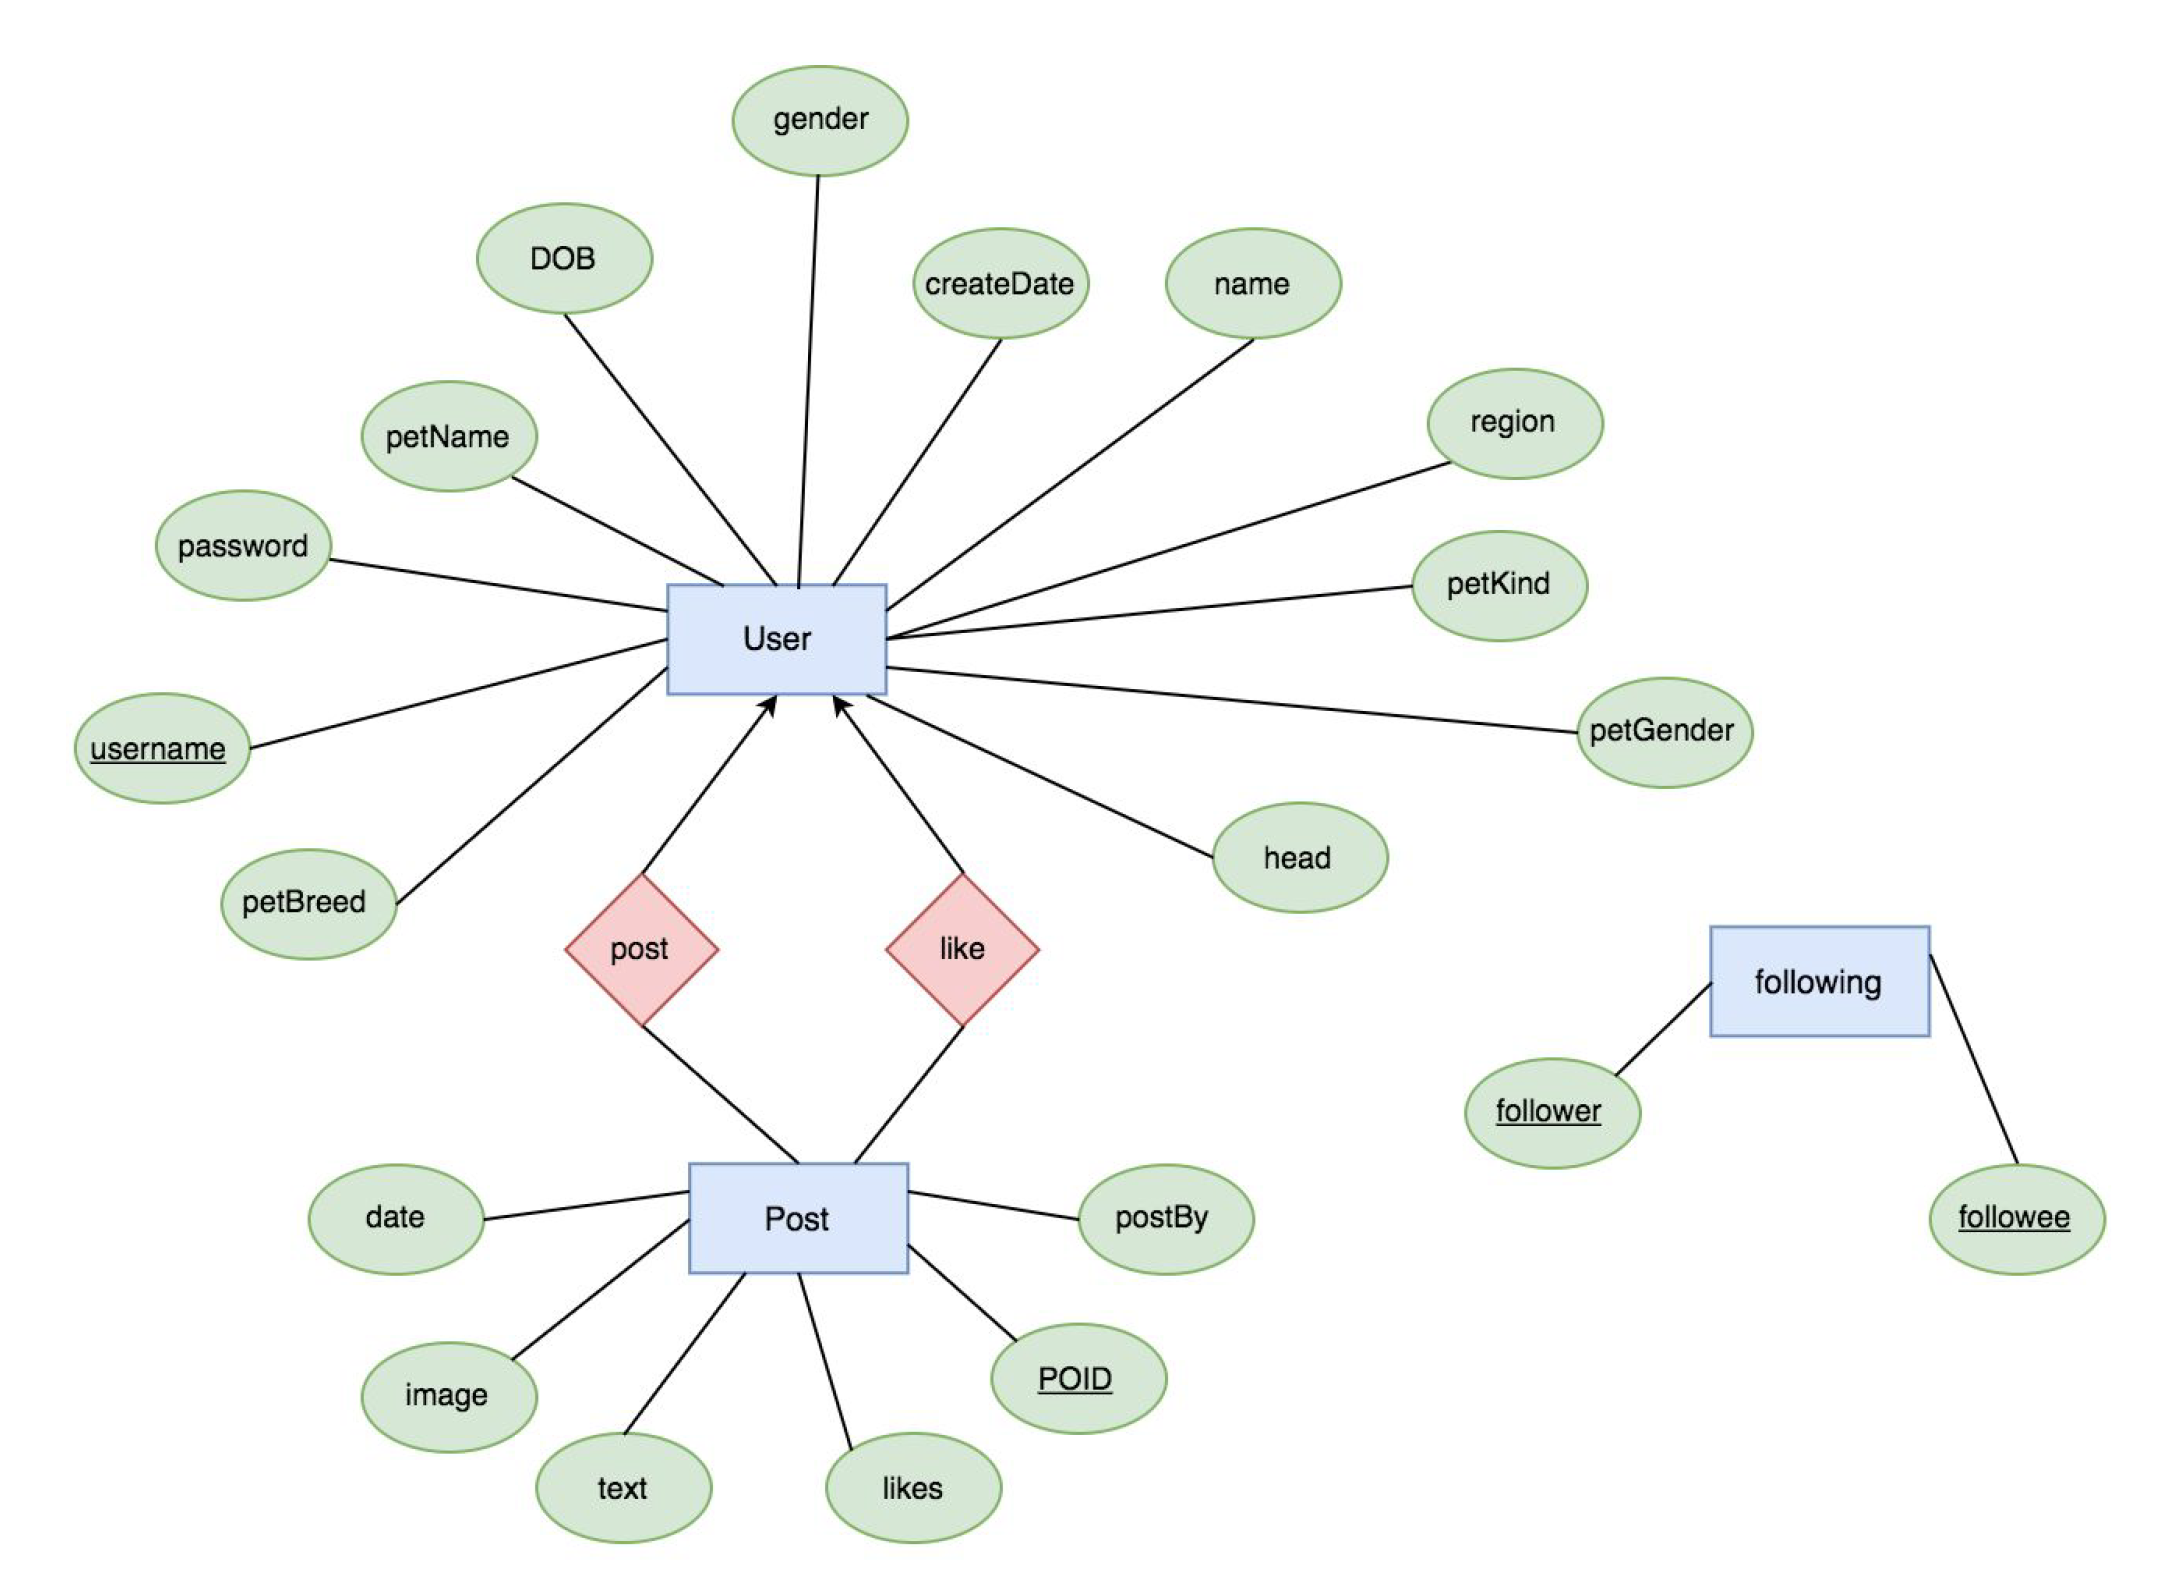 gender
DOB
createDate
name
region
petName
password
petKind
User
petGender
username
head
petBreed
post
like
following
follower
date
Post
postBy
followee
POID
image
text
likes